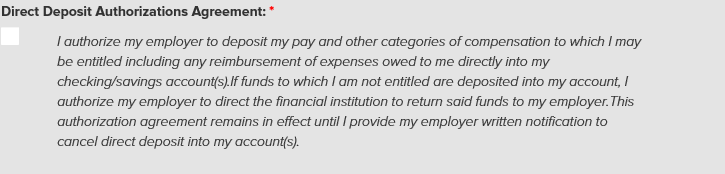 Direct Deposit Authorizations Agreement: *
I authorize my employer to deposit my pay and other categories of compensation to which I may
be entitled including any reimbursement of expenses owed to me directly into my
checking/savings account(s).If funds to which I am not entitled are deposited into my account, I
authorize my employer to direct the financial institution to return said funds to my employer.This
authorization agreement remains in effect until I provide my employer written notification to
cancel direct deposit into my account(s).